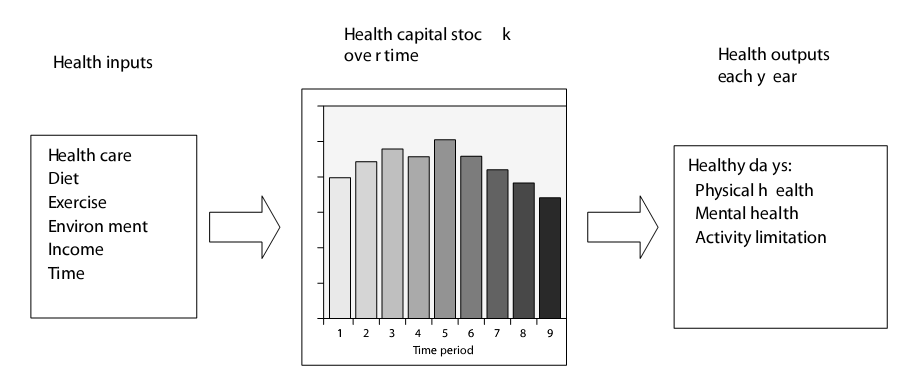 Health inputs
Health care
Diet
Exercise
Environ ment
Income
Time
Health capital stoc k
ove r time
1 2 3 4 5 6 7 8 9
Time period
Health outputs
each y ear
Healthy da ys:
Physical h ealth
Mental health
Activity limitation